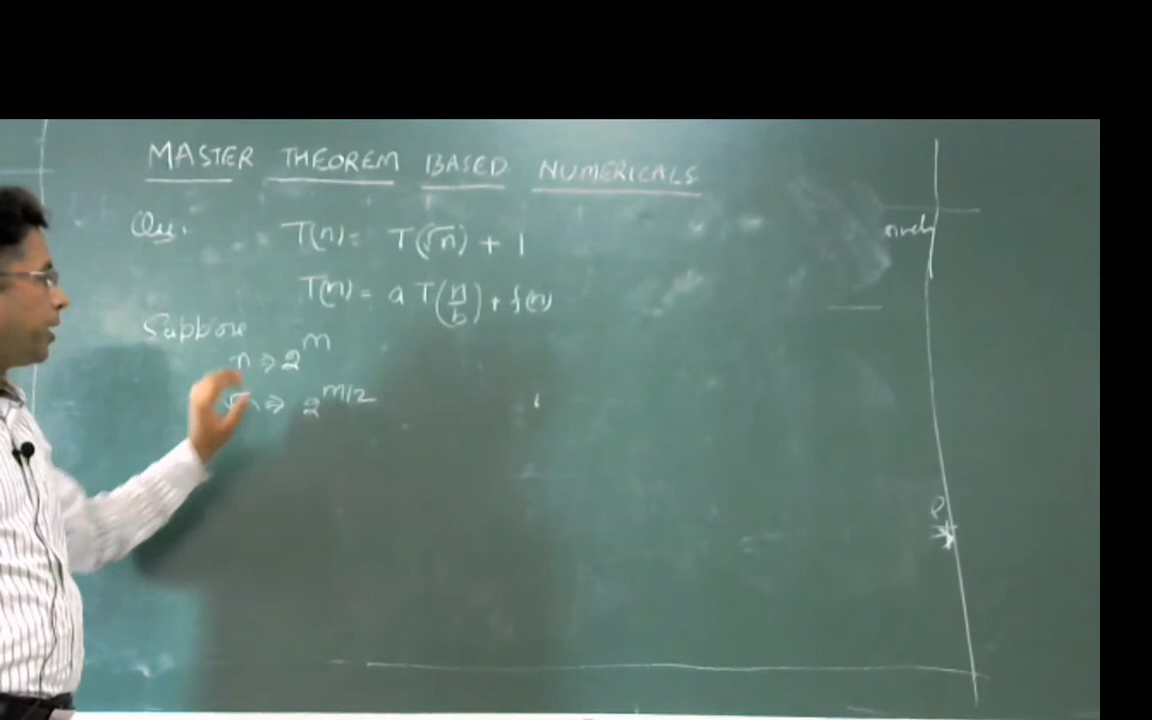 MASTER THEOREM BASED NUMERICALS
Qu. T(n) = T(√n) + 1
T(n) = a T(n/b) + f(n)
Suppose
n ⇒ 2^m
√n ⇒ 2^m/2